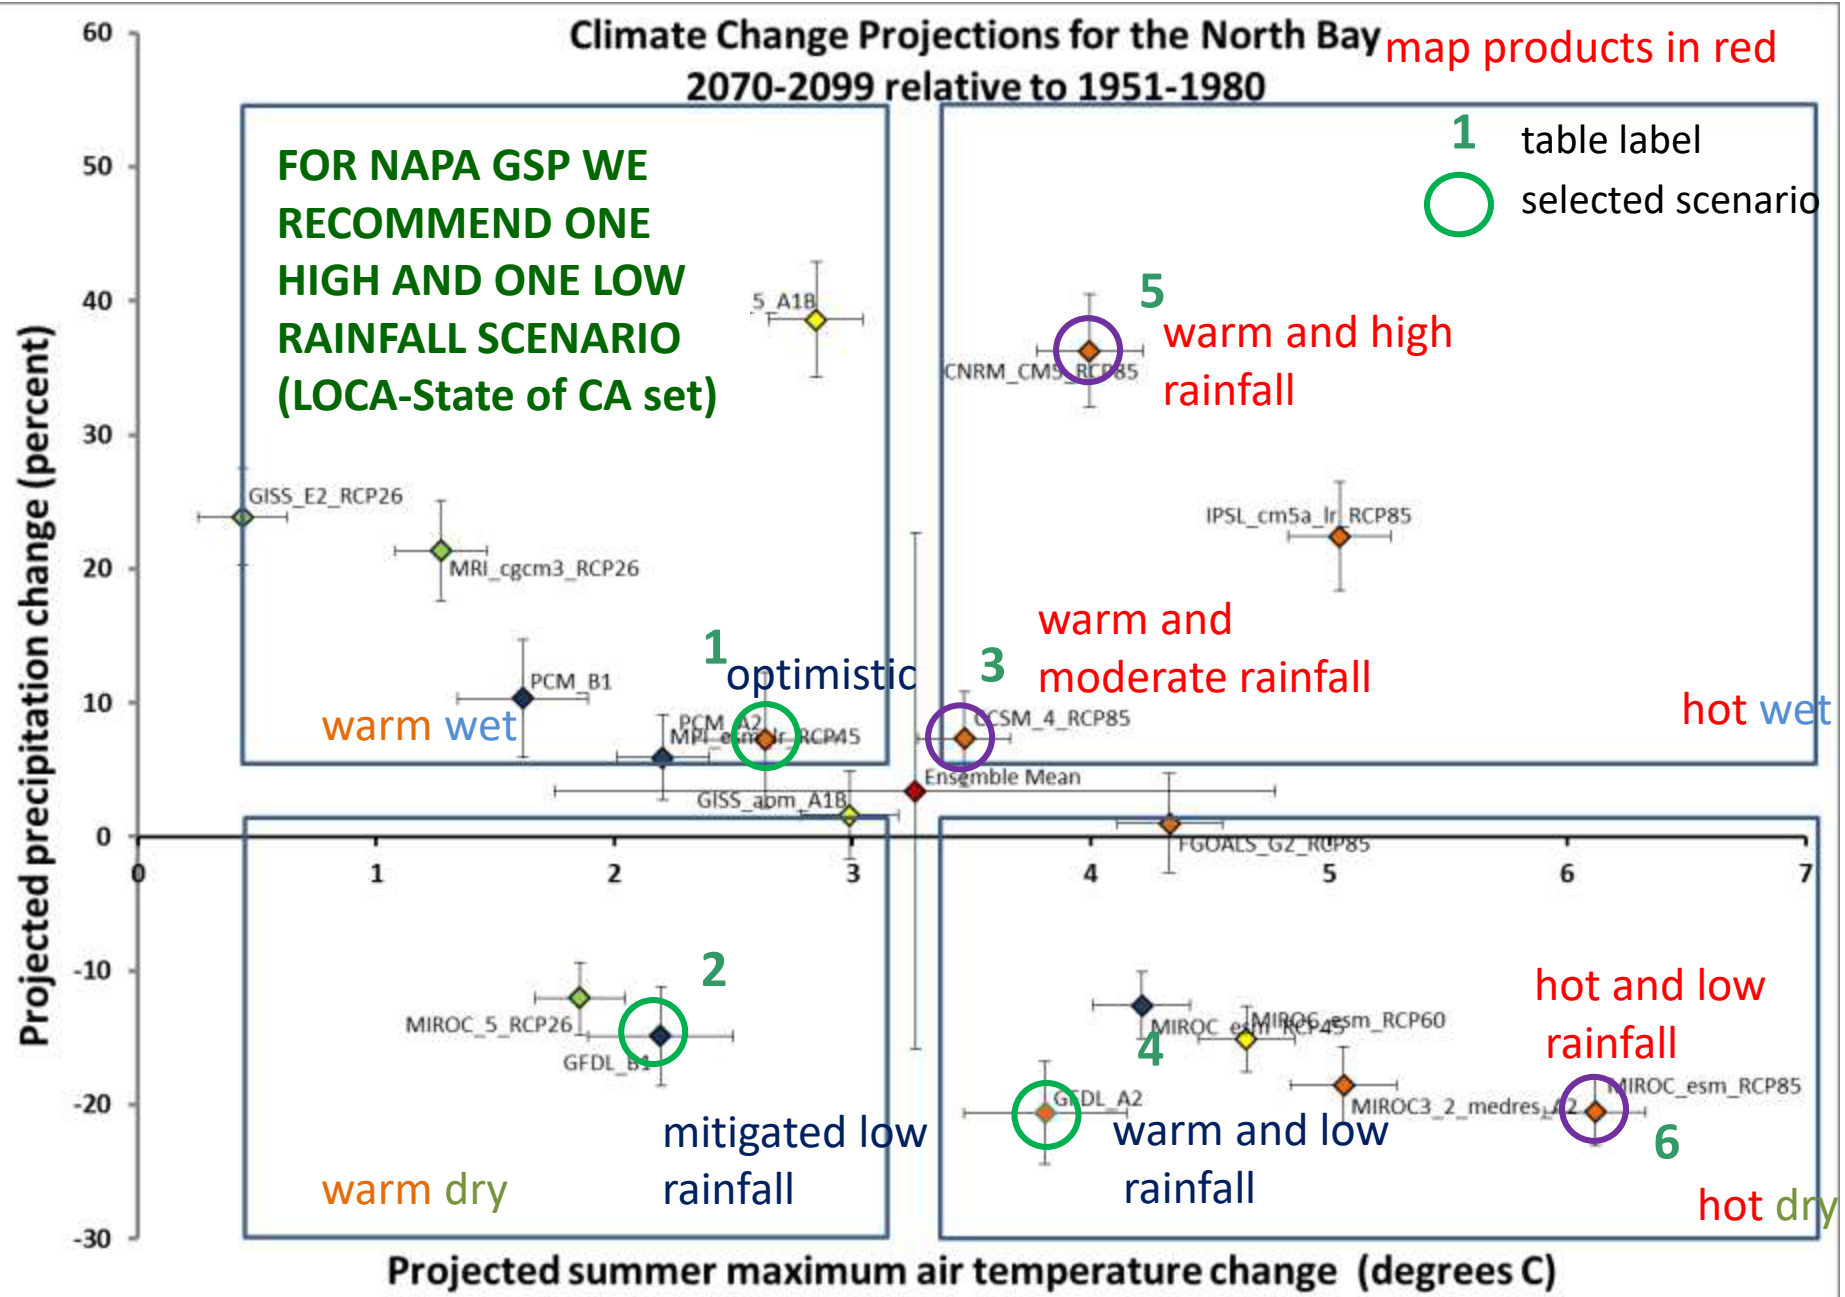 Climate Change Projections for the North Bay
2070-2099 relative to 1951-1980
map products in red
1 table label
selected scenario
FOR NAPA GSP WE
RECOMMEND ONE
HIGH AND ONE LOW
RAINFALL SCENARIO
(LOCA-State of CA set)
Projected precipitation change (percent)
60
50
40
30
20
10
0
-10
-20
-30
5_A1B
5
warm and high
rainfall
CNRM_CM5_RCP85
GISS_E2_RCP26
MRI_cgcm3_RCP26
IPSL_cm5a_lr_RCP85
PCM_B1
1
optimistic
3
warm and
moderate rainfall
warm wet
PCM_A2
MPI_esm_lr_RCP45
CCSM_4_RCP85
hot wet
Ensemble Mean
GISS_aom_A1B
FGOALS_G2_RCP85
0 1 2 3 4 5 6 7
2
MIROC_5_RCP26
GFDL_B1
mitigated low
rainfall
warm dry
MIROC_esm_RCP45
MIROC_esm_RCP60
4
GFDL_A2
warm and low
rainfall
MIROC3_2_medres_A2
hot and low
rainfall
MIROC_esm_RCP85
6
hot dry
Projected summer maximum air temperature change (degrees C)